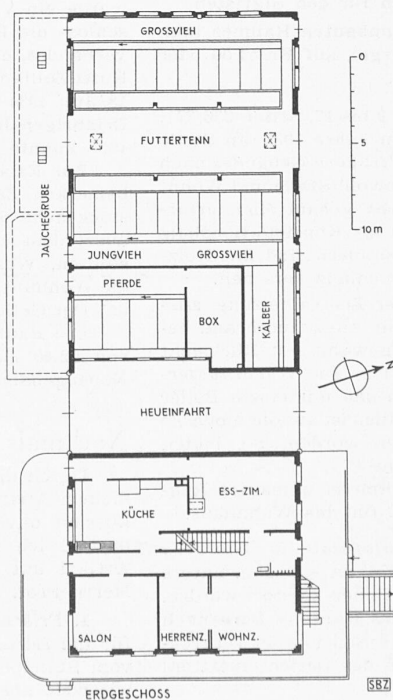 GROSSVIEH
0
FUTTERTENN
5
JAUCHEGRUBE
10 m
JUNGVIEH GROSSVIEH
PFERDE
BOX
KÄLBER
N
HEUEINFAHRT
ESS-ZIM.
KÜCHE
SALON HERRENZ. WOHNZ.
SBZ
ERDGESCHOSS